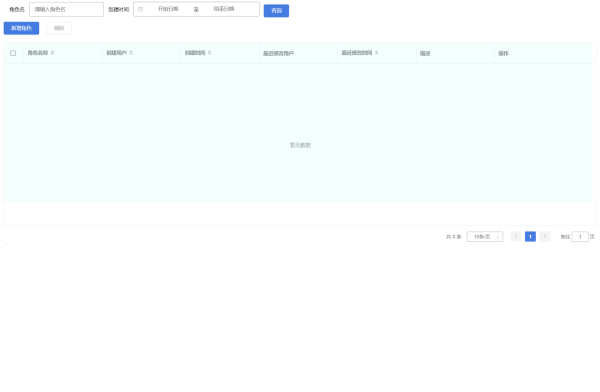 角色名 请输入角色名 创建时间 开始日期 至 结束日期 查询
新增角色 删除
角色名称 创建用户 创建时间 最近修改用户 最近修改时间 描述 操作
暂无数据
共 0 条 10条/页 1 前往 1 页